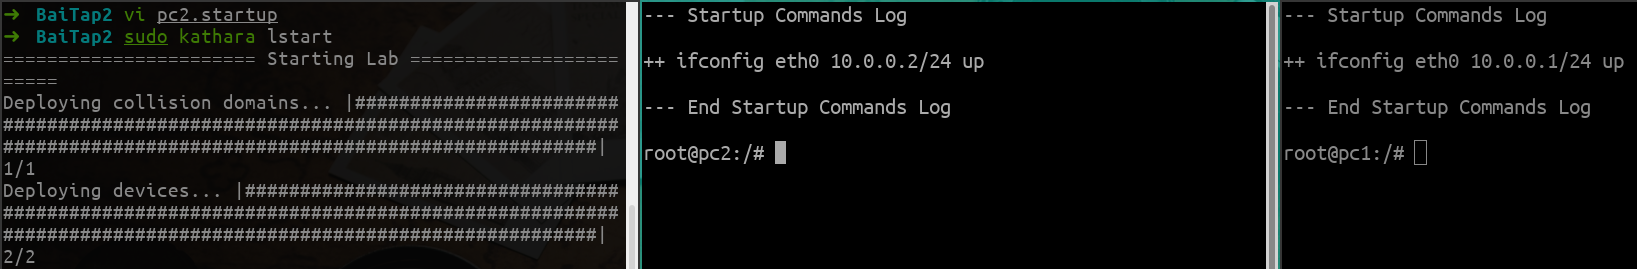 ➜ BaiTap2 vi pc2.startup
➜ BaiTap2 sudo kathara lstart
======================= Starting Lab ===================
=====
Deploying collision domains... |########################
########################################################
######################################################|
1/1
Deploying devices... |##################################
########################################################
######################################################|
2/2
--- Startup Commands Log
++ ifconfig eth0 10.0.0.2/24 up
--- End Startup Commands Log
root@pc2:/#
--- Startup Commands Log
++ ifconfig eth0 10.0.0.1/24 up
--- End Startup Commands Log
root@pc1:/#